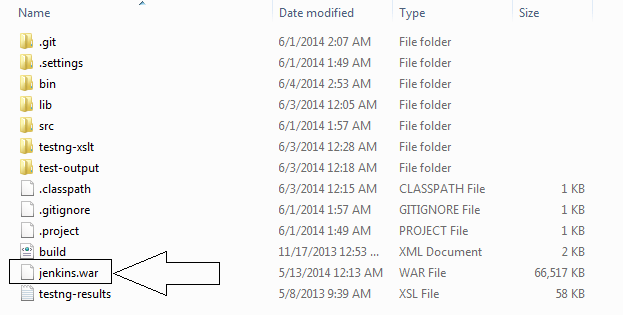 Name Date modified Type Size
.git 6/1/2014 2:07 AM File folder
.settings 6/1/2014 1:49 AM File folder
bin 6/4/2014 2:53 AM File folder
lib 6/3/2014 12:05 AM File folder
src 6/1/2014 1:57 AM File folder
testng-xslt 6/3/2014 12:28 AM File folder
test-output 6/3/2014 12:18 AM File folder
.classpath 6/3/2014 12:15 AM CLASSPATH File 1 KB
.gitignore 6/1/2014 1:57 AM GITIGNORE File 1 KB
.project 6/1/2014 1:49 AM PROJECT File 1 KB
build 11/17/2013 12:53 ... XML Document 2 KB
jenkins.war 5/13/2014 12:13 AM WAR File 66,517 KB
testng-results 5/8/2013 9:39 AM XSL File 58 KB